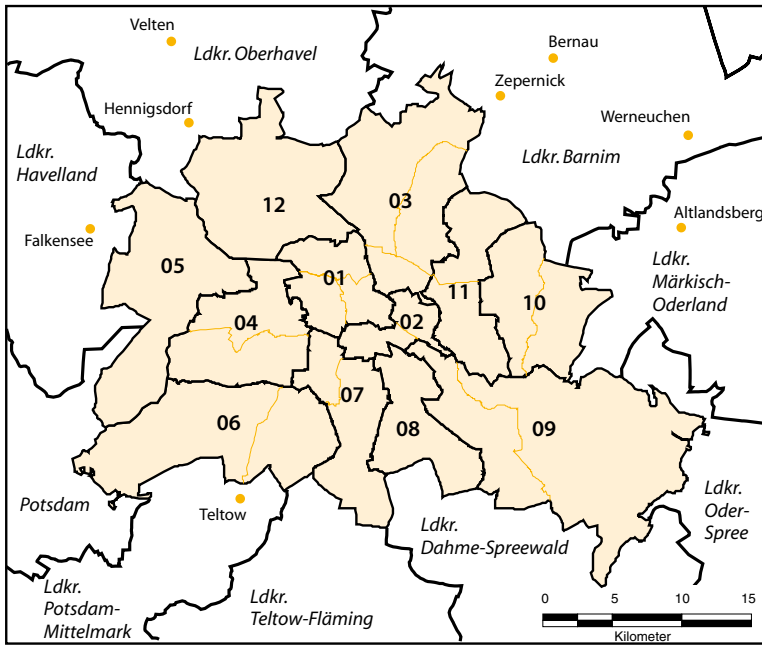 Velten
Ldkr. Oberhavel
Bernau
Zepernick
Hennigsdorf
Werneuchen
Ldkr.
Havelland
Ldkr. Barnim
03
12
Altlandsberg
Falkensee
05
01
Ldkr.
Märkisch-
Oderland
11
10
04
02
07
06
08
09
Potsdam
Teltow
Ldkr.
Dahme-Spreewald
Ldkr.
Oder-
Spree
Ldkr.
Potsdam-
Mittelmark
Ldkr.
Teltow-Fläming
0 5 10 15
Kilometer